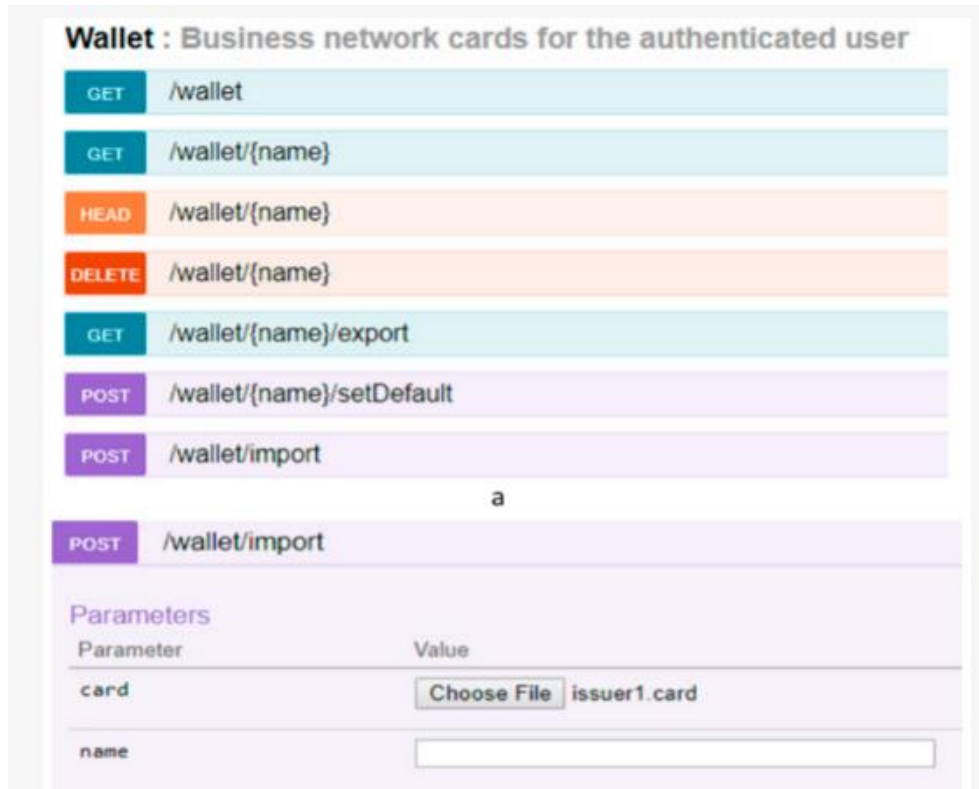 Wallet : Business network cards for the authenticated user
GET /wallet
GET /wallet/{name}
HEAD /wallet/{name}
DELETE /wallet/{name}
GET /wallet/{name}/export
POST /wallet/{name}/setDefault
POST /wallet/import
a
POST /wallet/import
Parameters
Parameter Value
card Choose File issuer1.card
name